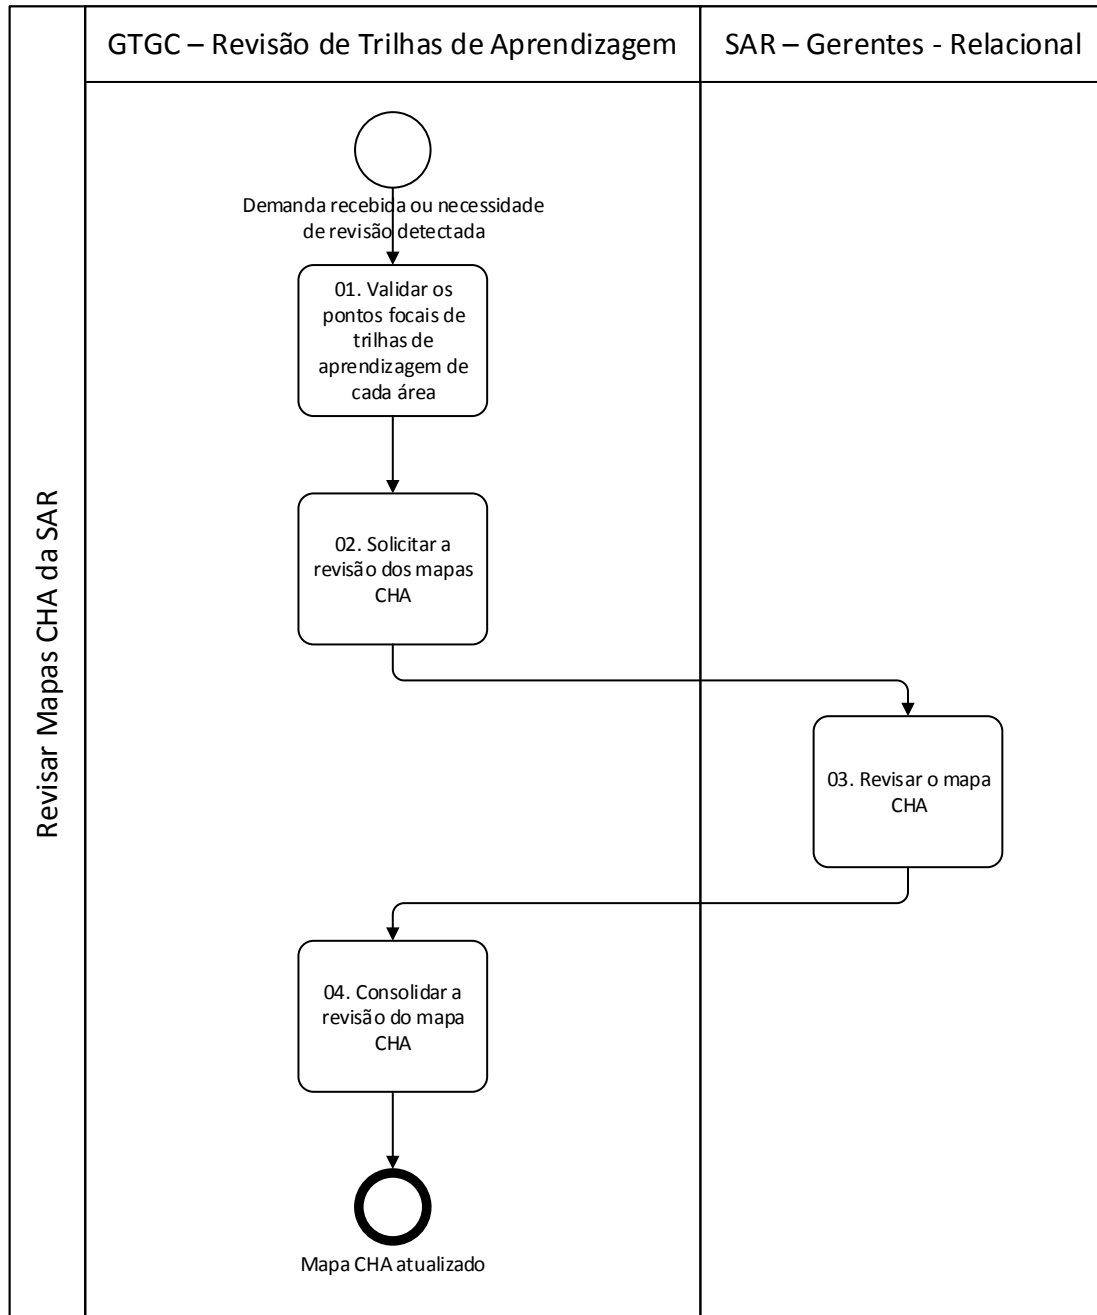 GTGC – Revisão de Trilhas de Aprendizagem
SAR – Gerentes - Relacional
Revisar Mapas CHA da SAR
Demanda recebida ou necessidade
de revisão detectada
01. Validar os
pontos focais de
trilhas de
aprendizagem de
cada área
02. Solicitar a
revisão dos mapas
CHA
03. Revisar o mapa
CHA
04. Consolidar a
revisão do mapa
CHA
Mapa CHA atualizado